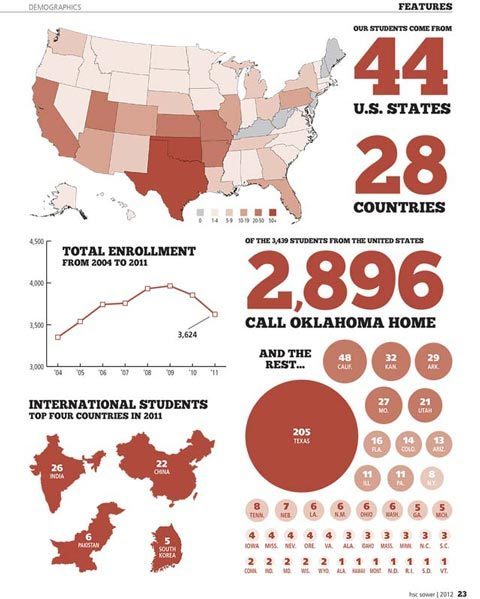 DEMOGRAPHICS
FEATURES
OUR STUDENTS COME FROM
44
U.S. STATES
28
COUNTRIES
0 1-4 5-9 10-19 20-50 50+
TOTAL ENROLLMENT
FROM 2004 TO 2011
4,500
4,000
3,500
3,000
3,624
'04 '05 '06 '07 '08 '09 '10 '11
OF THE 3,439 STUDENTS FROM THE UNITED STATES
2,896
CALL OKLAHOMA HOME
AND THE
REST...
48
CALIF.
32
KAN.
29
ARK.
27
MO.
21
UTAH
205
TEXAS
16
FLA.
14
COLO.
13
ARIZ.
11
ILL
11
PA.
8
N.Y.
8
TENN.
7
NEB.
6
LA.
6
N.M.
6
OHIO
6
WASH.
5
GA.
5
MICH.
4 4 4 4 4 3 3 3 3 3 3
IOWA MISS. NEV. ORE. VA. ALA. MASS. MINN. N.C. S.C.
2 2 2 2 2 1 1 1 1 1 1 1
CONN. IND. MD. WIS. WYO. ALA. HAWAII MONT. N.D. R.I. S.D. VT.
INTERNATIONAL STUDENTS
TOP FOUR COUNTRIES IN 2011
26
INDIA
22
CHINA
6
PAKISTAN
5
SOUTH
KOREA
hsc sower | 2012 23